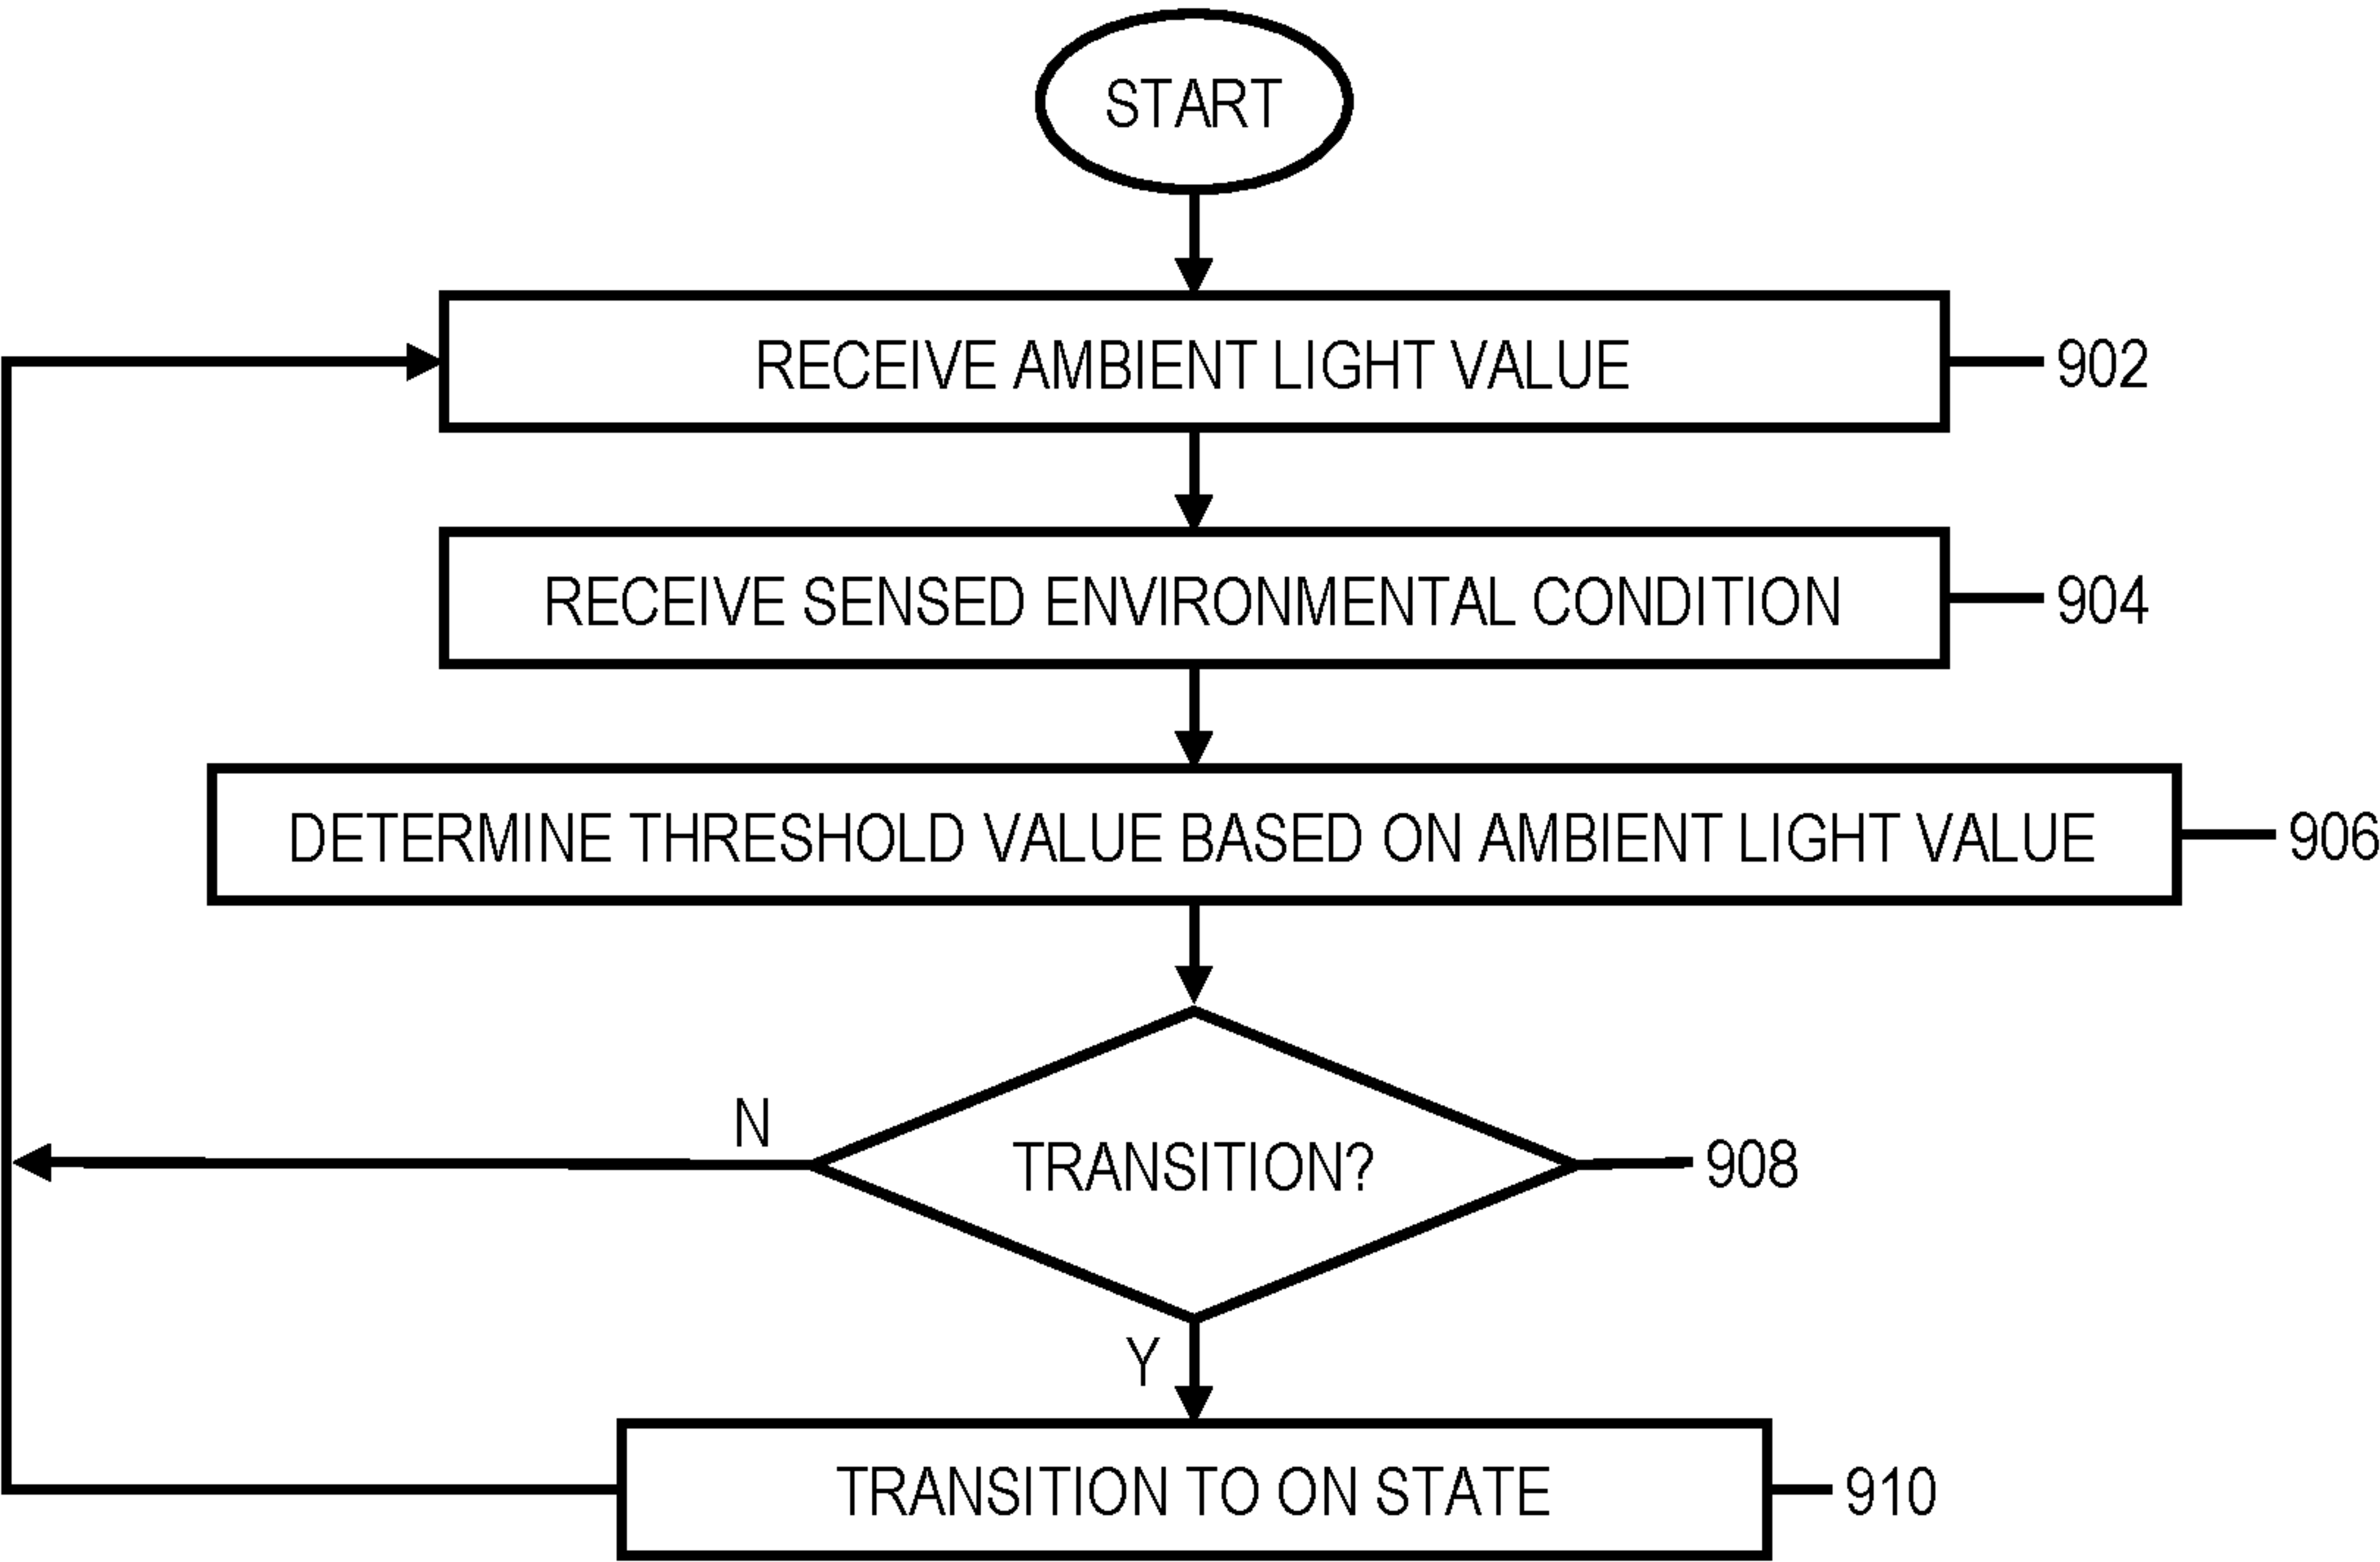 START
RECEIVE AMBIENT LIGHT VALUE
902
RECEIVE SENSED ENVIRONMENTAL CONDITION
904
DETERMINE THRESHOLD VALUE BASED ON AMBIENT LIGHT VALUE
906
N
TRANSITION?
908
Y
TRANSITION TO ON STATE
910